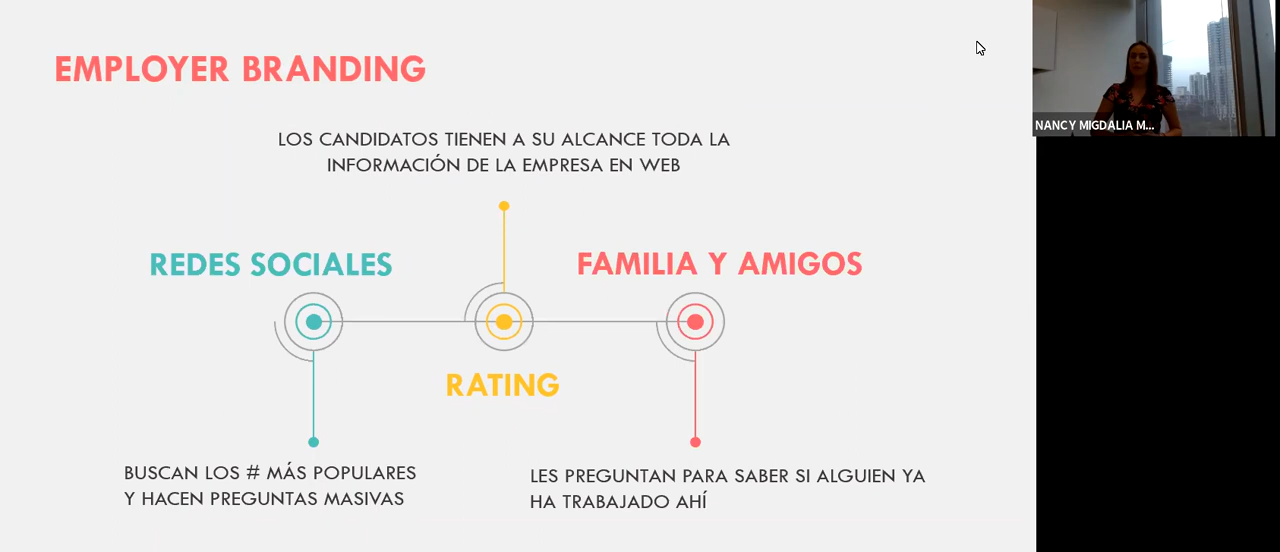 EMPLOYER BRANDING
LOS CANDIDATOS TIENEN A SU ALCANCE TODA LA
INFORMACIÓN DE LA EMPRESA EN WEB
REDES SOCIALES
FAMILIA Y AMIGOS
RATING
BUSCAN LOS # MÁS POPULARES
Y HACEN PREGUNTAS MASIVAS
LES PREGUNTAN PARA SABER SI ALGUIEN YA
HA TRABAJADO AHÍ
NANCY MIGDALIA M...